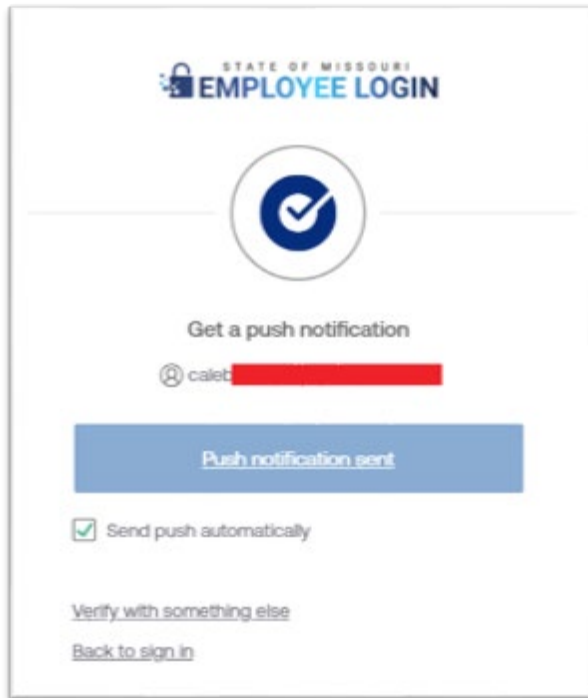 STATE OF MISSOURI
EMPLOYEE LOGIN
Get a push notification
caleb
Push notification sent
Send push automatically
Verify with something else
Back to sign in